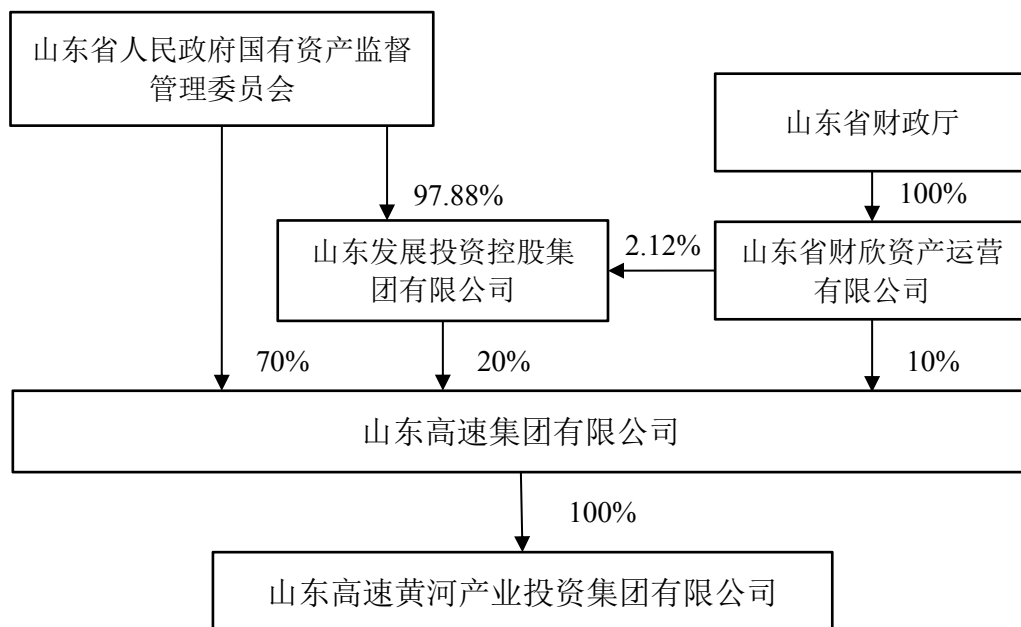 山东省人民政府国有资产监督
管理委员会
山东省财政厅
97.88%
100%
山东发展投资控股集
团有限公司
2.12%
山东省财欣资产运营
有限公司
70%
20%
10%
山东高速集团有限公司
100%
山东高速黄河产业投资集团有限公司